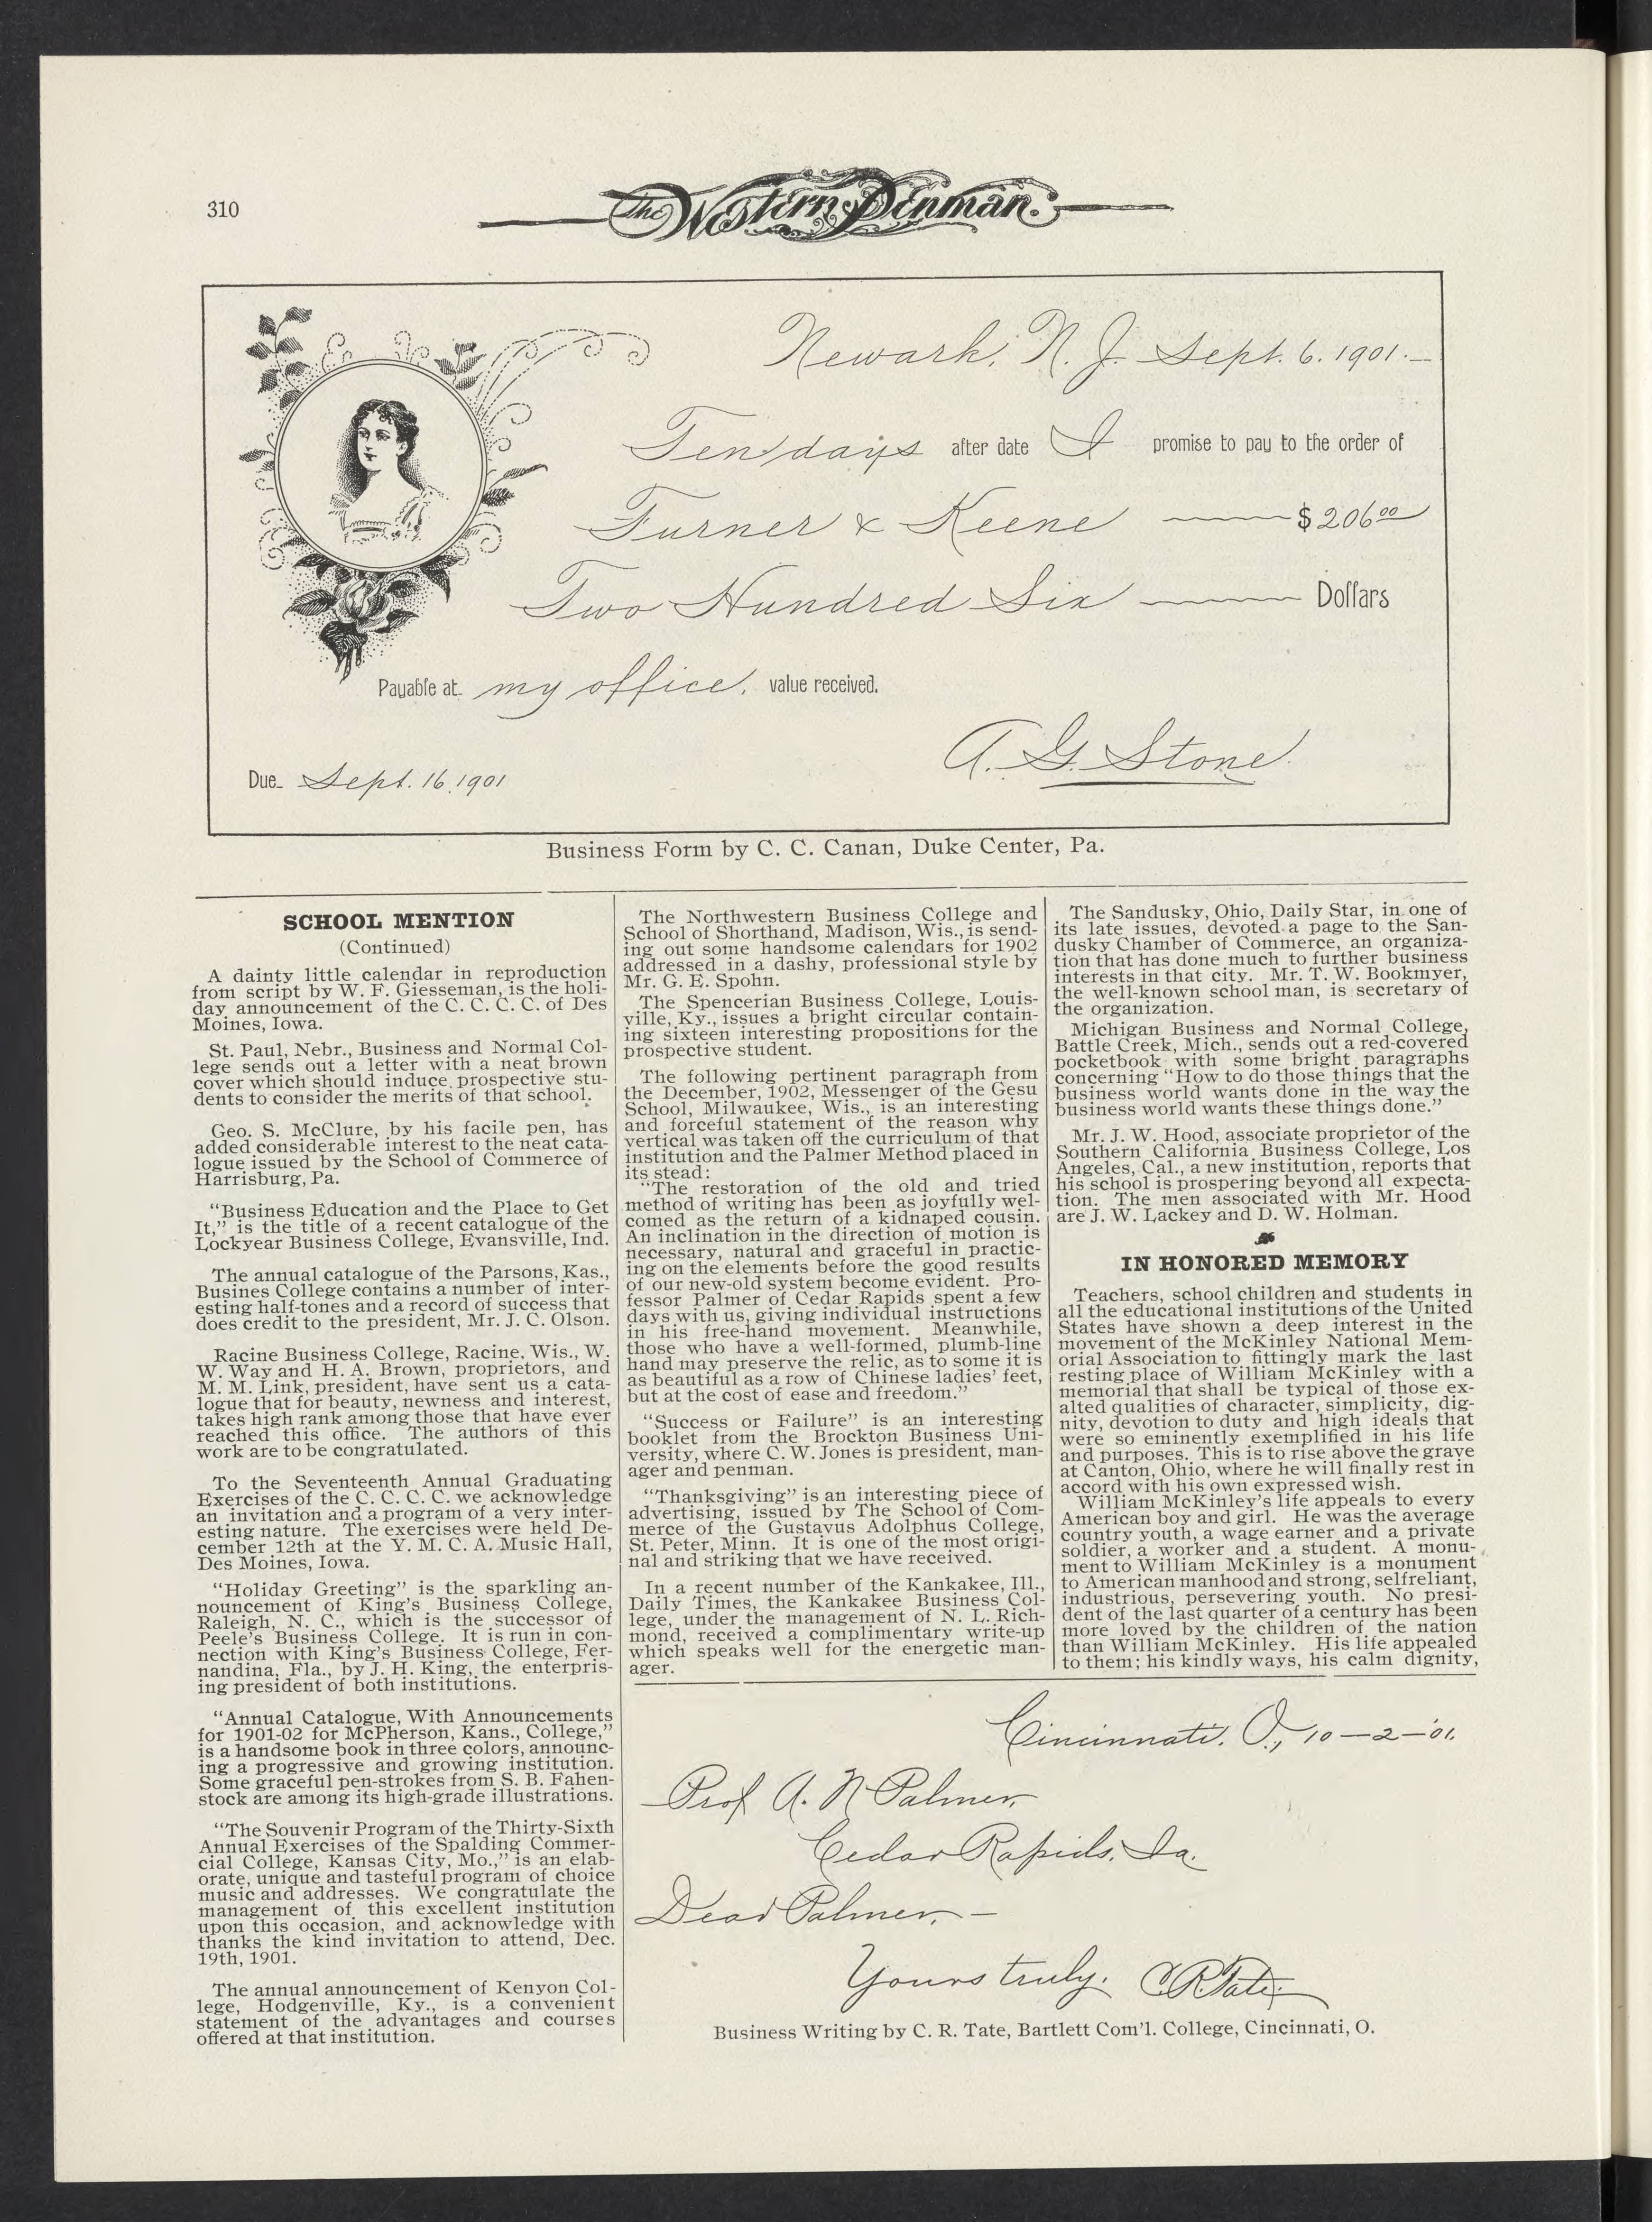 310
The Western Penman.
Newark, N. J. Sept. 6. 1901.—
Ten days after date I promise to pay to the order of
Turner & Keene —— $206 00
Two Hundred Six —— Dollars
Payable at my office, value received.
A. G. Stone.
Due Sept. 16, 1901
Business Form by C. C. Canan, Duke Center, Pa.
SCHOOL MENTION
(Continued)
A dainty little calendar in reproduction
from script by W. F. Giesseman, is the holi-
day announcement of the C. C. C. C. of Des
Moines, Iowa.
St. Paul, Nebr., Business and Normal Col-
lege sends out a letter with a neat brown
cover which should induce prospective stu-
dents to consider the merits of that school.
Geo. S. McClure, by his facile pen, has
added considerable interest to the neat cata-
logue issued by the School of Commerce of
Harrisburg, Pa.
"Business Education and the Place to Get
It," is the title of a recent catalogue of the
Lockyear Business College, Evansville, Ind.
The annual catalogue of the Parsons, Kas.,
Busines College contains a number of inter-
esting half-tones and a record of success that
does credit to the president, Mr. J. C. Olson.
Racine Business College, Racine, Wis., W.
W. Way and H. A. Brown, proprietors, and
M. M. Link, president, have sent us a cata-
logue that for beauty, newness and interest,
takes high rank among those that have ever
reached this office. The authors of this
work are to be congratulated.
To the Seventeenth Annual Graduating
Exercises of the C. C. C. C. we acknowledge
an invitation and a program of a very inter-
esting nature. The exercises were held De-
cember 12th at the Y. M. C. A. Music Hall,
Des Moines, Iowa.
"Holiday Greeting" is the sparkling an-
nouncement of King's Business College,
Raleigh, N. C., which is the successor of
Peele's Business College. It is run in con-
nection with King's Business College, Fer-
nandina, Fla., by J. H. King, the enterpris-
ing president of both institutions.
"Annual Catalogue, With Announcements
for 1901-02 for McPherson, Kans., College,"
is a handsome book in three colors, announc-
ing a progressive and growing institution.
Some graceful pen-strokes from S. B. Fahen-
stock are among its high-grade illustrations.
"The Souvenir Program of the Thirty-Sixth
Annual Exercises of the Spalding Commer-
cial College, Kansas City, Mo.," is an elab-
orate, unique and tasteful program of choice
music and addresses. We congratulate the
management of this excellent institution
upon this occasion, and acknowledge with
thanks the kind invitation to attend, Dec.
19th, 1901.
The annual announcement of Kenyon Col-
lege, Hodgenville, Ky., is a convenient
statement of the advantages and courses
offered at that institution.
The Northwestern Business College and
School of Shorthand, Madison, Wis., is send-
ing out some handsome calendars for 1902
addressed in a dashy, professional style by
Mr. G. E. Spohn.
The Spencerian Business College, Louis-
ville, Ky., issues a bright circular contain-
ing sixteen interesting propositions for the
prospective student.
The following pertinent paragraph from
the December, 1902, Messenger of the Gesu
School, Milwaukee, Wis., is an interesting
and forceful statement of the reason why
vertical was taken off the curriculum of that
institution and the Palmer Method placed in
its stead:
"The restoration of the old and tried
method of writing has been as joyfully wel-
comed as the return of a kidnaped cousin.
An inclination in the direction of motion is
necessary, natural and graceful in practic-
ing on the elements before the good results
of our new-old system become evident. Pro-
fessor Palmer of Cedar Rapids spent a few
days with us, giving individual instructions
in his free-hand movement. Meanwhile,
those who have a well-formed, plumb-line
hand may preserve the relic, as to some it is
as beautiful as a row of Chinese ladies' feet,
but at the cost of ease and freedom."
"Success or Failure" is an interesting
booklet from the Brockton Business Uni-
versity, where C. W. Jones is president, man-
ager and penman.
"Thanksgiving" is an interesting piece of
advertising, issued by The School of Com-
merce of the Gustavus Adolphus College,
St. Peter, Minn. It is one of the most origi-
nal and striking that we have received.
In a recent number of the Kankakee, Ill.,
Daily Times, the Kankakee Business Col-
lege, under the management of N. L. Rich-
mond, received a complimentary write-up
which speaks well for the energetic man-
ager.
The Sandusky, Ohio, Daily Star, in one of
its late issues, devoted a page to the San-
dusky Chamber of Commerce, an organiza-
tion that has done much to further business
interests in that city. Mr. T. W. Bookmyer,
the well-known school man, is secretary of
the organization.
Michigan Business and Normal College,
Battle Creek, Mich., sends out a red-covered
pocketbook with some bright paragraphs
concerning "How to do those things that the
business world wants done in the way the
business world wants these things done."
Mr. J. W. Hood, associate proprietor of the
Southern California Business College, Los
Angeles, Cal., a new institution, reports that
his school is prospering beyond all expecta-
tion. The men associated with Mr. Hood
are J. W. Lackey and D. W. Holman.
IN HONORED MEMORY
Teachers, school children and students in
all the educational institutions of the United
States have shown a deep interest in the
movement of the McKinley National Mem-
orial Association to fittingly mark the last
resting place of William McKinley with a
memorial that shall be typical of those ex-
alted qualities of character, simplicity, dig-
nity, devotion to duty and high ideals that
were so eminently exemplified in his life
and purposes. This is to rise above the grave
at Canton, Ohio, where he will finally rest in
accord with his own expressed wish.
William McKinley's life appeals to every
American boy and girl. He was the average
country youth, a wage earner and a private
soldier, a worker and a student. A monu-
ment to William McKinley is a monument
to American manhood and strong, selfreliant,
industrious, persevering youth. No presi-
dent of the last quarter of a century has been
more loved by the children of the nation
than William McKinley. His life appealed
to them; his kindly ways, his calm dignity,
Cincinnati, O., 10—2—'01.
Prof A. N Palmer,
Cedar Rapids, Ia.
Dear Palmer,—
Yours truly, C. R. Tate.
Business Writing by C. R. Tate, Bartlett Com'l. College, Cincinnati, O.